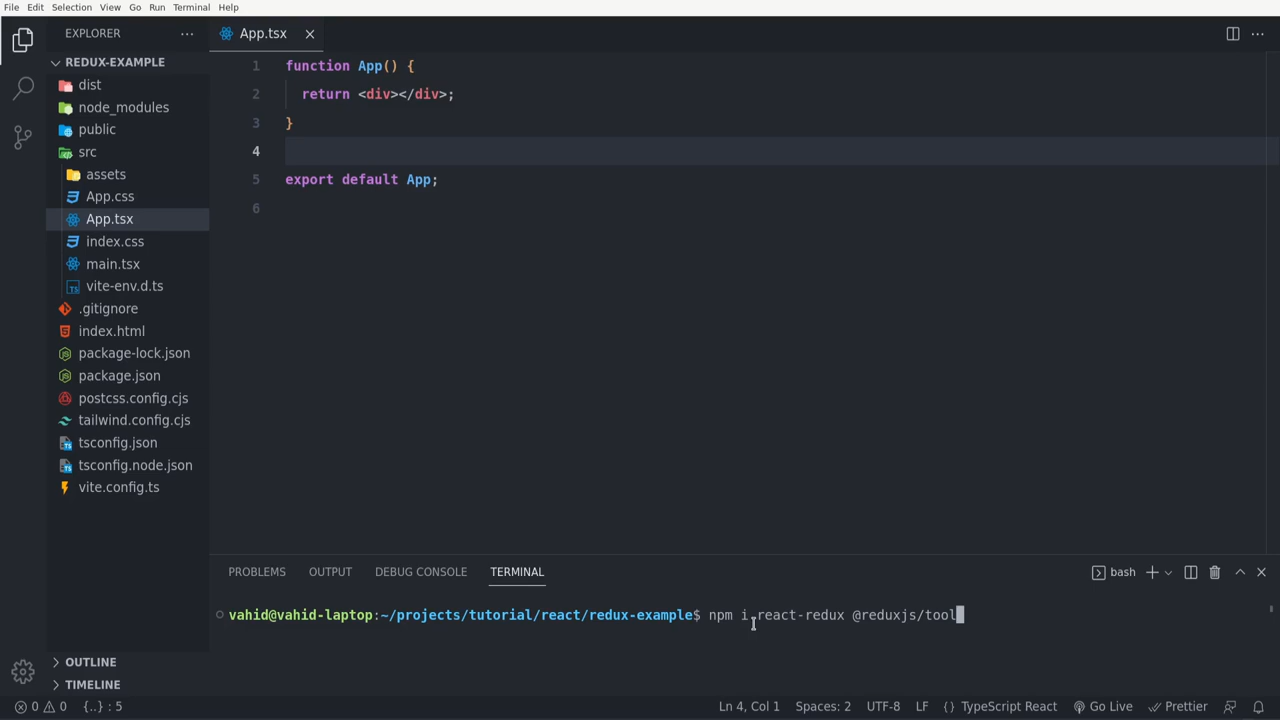 File Edit Selection View Go Run Terminal Help
EXPLORER
App.tsx
REDUX-EXAMPLE
dist
node_modules
public
src
assets
App.css
App.tsx
index.css
main.tsx
vite-env.d.ts
.gitignore
index.html
package-lock.json
package.json
postcss.config.cjs
tailwind.config.cjs
tsconfig.json
tsconfig.node.json
vite.config.ts
OUTLINE
TIMELINE
1 function App() {
2 return <div></div>;
3 }
4
5 export default App;
6
PROBLEMS OUTPUT DEBUG CONSOLE TERMINAL
bash
vahid@vahid-laptop:~/projects/tutorial/react/redux-example$ npm i react-redux @reduxjs/tool
0 0 {..} : 5 Ln 4, Col 1 Spaces: 2 UTF-8 LF {} TypeScript React Go Live Prettier